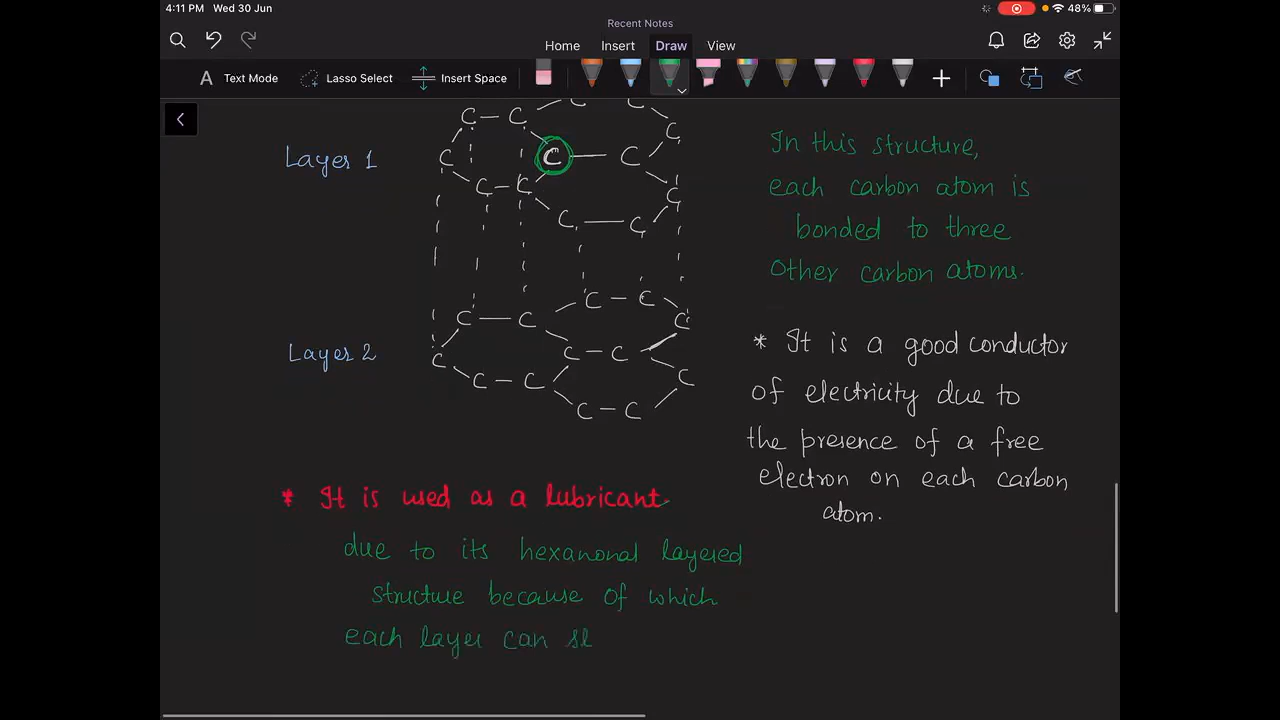 4:11 PM Wed 30 Jun
48%
Recent Notes
Home Insert Draw View
A Text Mode
Lasso Select
Insert Space
C C
C - C C
Layer 1 C C C
C - C C
C — C
C - C
C — C C
Layer 2 C C - C
C - C C
C - C
In this structure,
each carbon atom is
bonded to three
other carbon atoms.
* It is a good conductor
of electricity due to
the presence of a free
electron on each carbon
atom.
* It is used as a lubricant
due to its hexanonal layered
structure because of which
each layer can sl